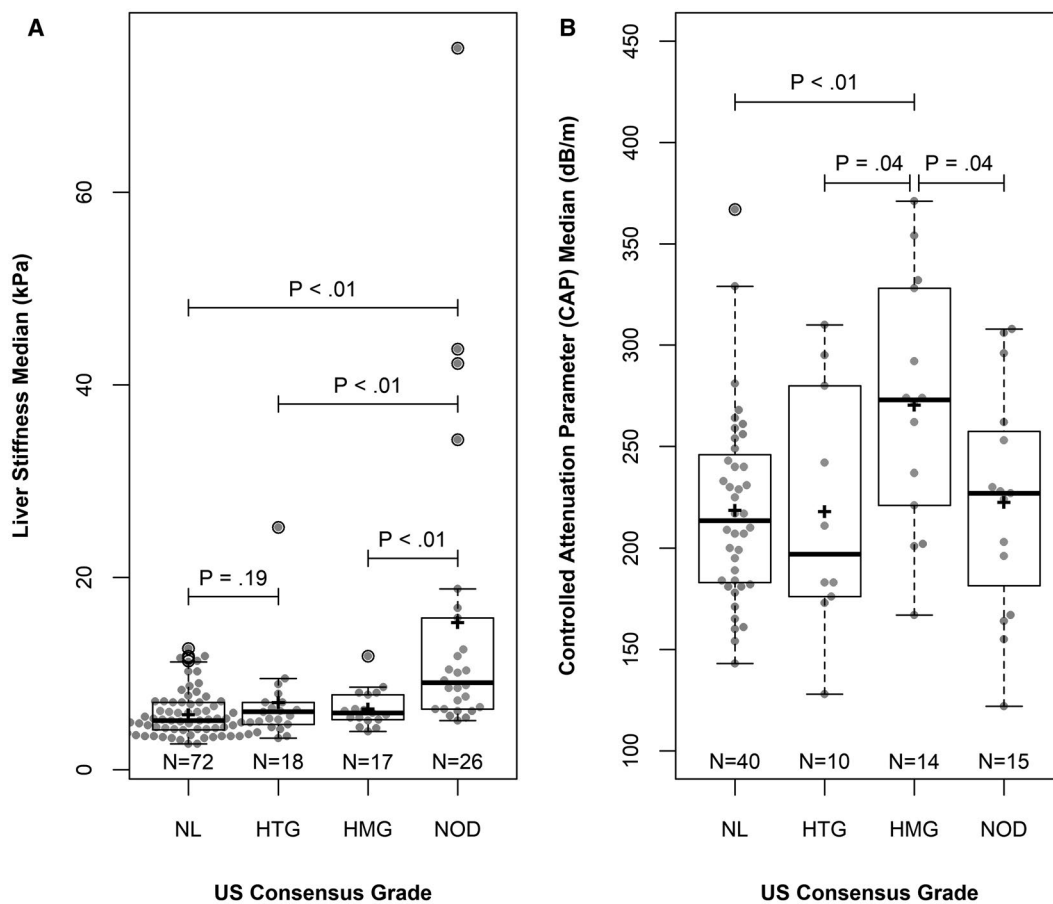 A
Liver Stiffness Median (kPa)
0
20
40
60
P < .01
P < .01
P < .01
P = .19
N=72
N=18
N=17
N=26
NL
HTG
HMG
NOD
US Consensus Grade
B
Controlled Attenuation Parameter (CAP) Median (dB/m)
100
150
200
250
300
350
400
450
P < .01
P = .04
P = .04
N=40
N=10
N=14
N=15
NL
HTG
HMG
NOD
US Consensus Grade